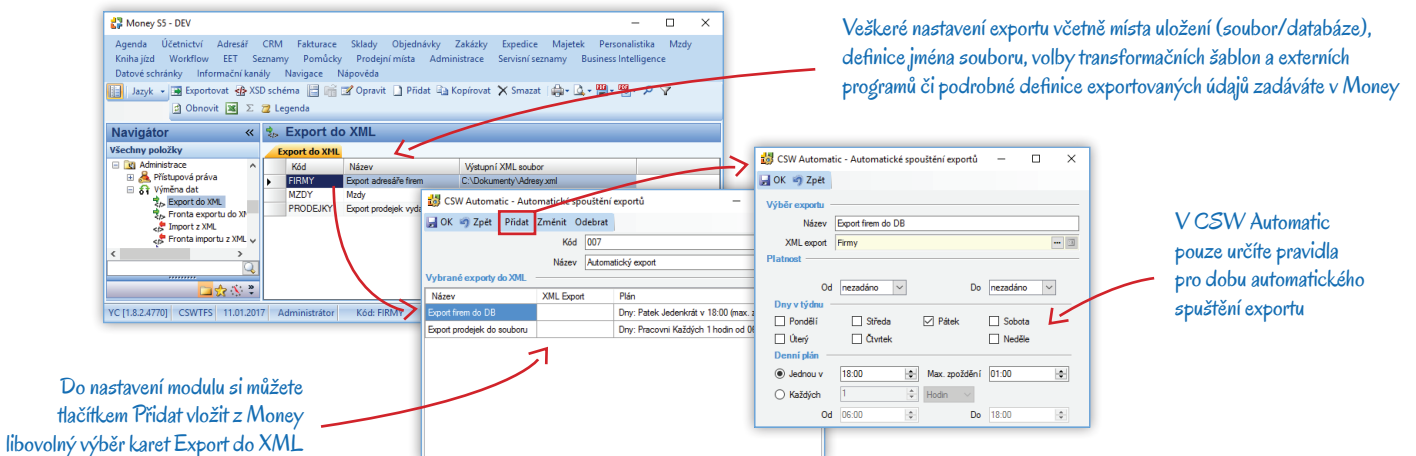 Money S5 - DEV
Agenda Účetnictví Adresář CRM Fakturace Sklady Objednávky Zakázky Expedice Majetek Personalistika Mzdy
Kniha jízd Workflow EET Seznamy Pomůcky Prodejní místa Administrace Servisní seznamy Business Intelligence
Datové schránky Informační kanály Navigace Nápověda
Jazyk Exportovat XSD schéma Opravit Přidat Kopírovat Smazat
Obnovit Σ Legenda
Navigátor «
Všechny položky
Administrace
Přístupová práva
Výměna dat
Export do XML
Fronta exportu do
Import z XML
Fronta importu z XML
Export do XML
Export do XML
Kód Název Výstupní XML soubor
FIRMY Export adresáře firem C:\Dokumenty\Adresy.xml
MZDY Mzdy
PRODEJKY Export prodejek
YC [1.8.2.4770] CSWTFS 11.01.2017 Administrátor Kód: FIRMY
Veškeré nastavení exportu včetně místa uložení (soubor/databáze),
definice jména souboru, volby transformačních šablon a externích
programů či podrobné definice exportovaných údajů zadáváte v Money
CSW Automatic - Automatické spouštění exportů
OK Zpět Přidat Změnit Odebrat
Kód 007
Název Automatický export
Vybrané exporty do XML
Název XML Export Plán
Export firem do DB Dny: Patek Jedenkrát v 18:00 (max.
Export prodejek do souboru Dny: Pracovni Každých 1 hodin od
CSW Automatic - Automatické spouštění exportů
OK Zpět
Výběr exportu
Název Export firem do DB
XML export Firmy
Platnost
Od nezadáno Do nezadáno
Dny v týdnu
Pondělí Středa Pátek Sobota
Úterý Čtvrtek Neděle
Denní plán
Jednou v 18:00 Max. zpoždění 01:00
Každých 1 Hodin
Od 06:00 Do 18:00
V CSW Automatic
pouze určíte pravidla
pro dobu automatického
spuštění exportu
Do nastavení modulu si můžete
tlačítkem Přidat vložit z Money
libovolný výběr karet Export do XML